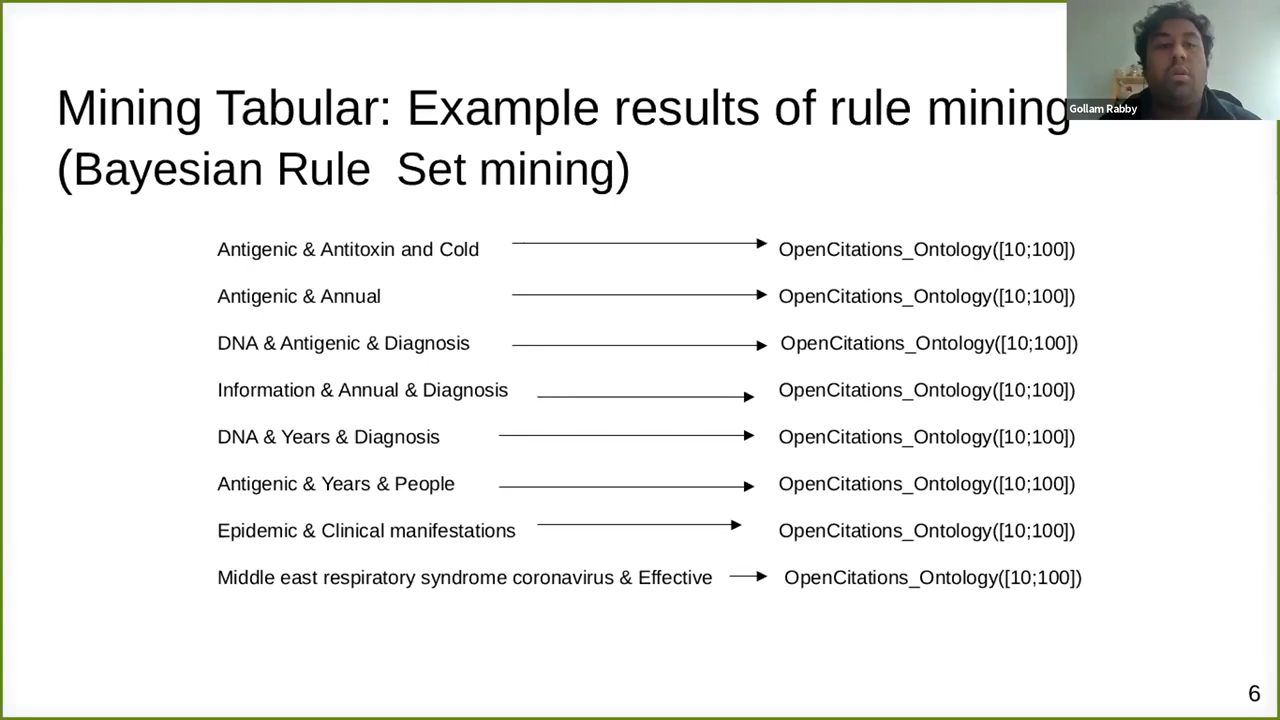 Mining Tabular: Example results of rule mining
(Bayesian Rule  Set mining)
Gollam Rabby
Antigenic & Antitoxin and Cold OpenCitations_Ontology([10;100])
Antigenic & Annual OpenCitations_Ontology([10;100])
DNA & Antigenic & Diagnosis OpenCitations_Ontology([10;100])
Information & Annual & Diagnosis OpenCitations_Ontology([10;100])
DNA & Years & Diagnosis OpenCitations_Ontology([10;100])
Antigenic & Years & People OpenCitations_Ontology([10;100])
Epidemic & Clinical manifestations OpenCitations_Ontology([10;100])
Middle east respiratory syndrome coronavirus & Effective OpenCitations_Ontology([10;100])
6